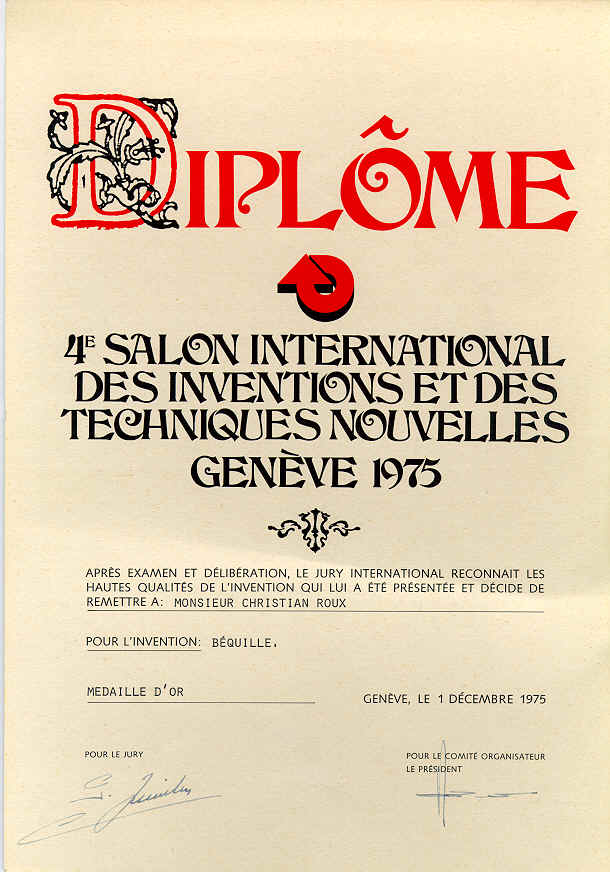 DIPLÔME
4E SALON INTERNATIONAL
DES INVENTIONS ET DES
TECHNIQUES NOUVELLES
GENÈVE 1975
APRÈS EXAMEN ET DÉLIBÉRATION, LE JURY INTERNATIONAL RECONNAIT LES
HAUTES QUALITÉS DE L'INVENTION QUI LUI A ÉTÉ PRÉSENTÉE ET DÉCIDE DE
REMETTRE A: MONSIEUR CHRISTIAN ROUX
POUR L'INVENTION: BÉQUILLE.
MEDAILLE D'OR
GENÈVE, LE 1 DÉCEMBRE 1975
POUR LE JURY
POUR LE COMITÉ ORGANISATEUR
LE PRÉSIDENT